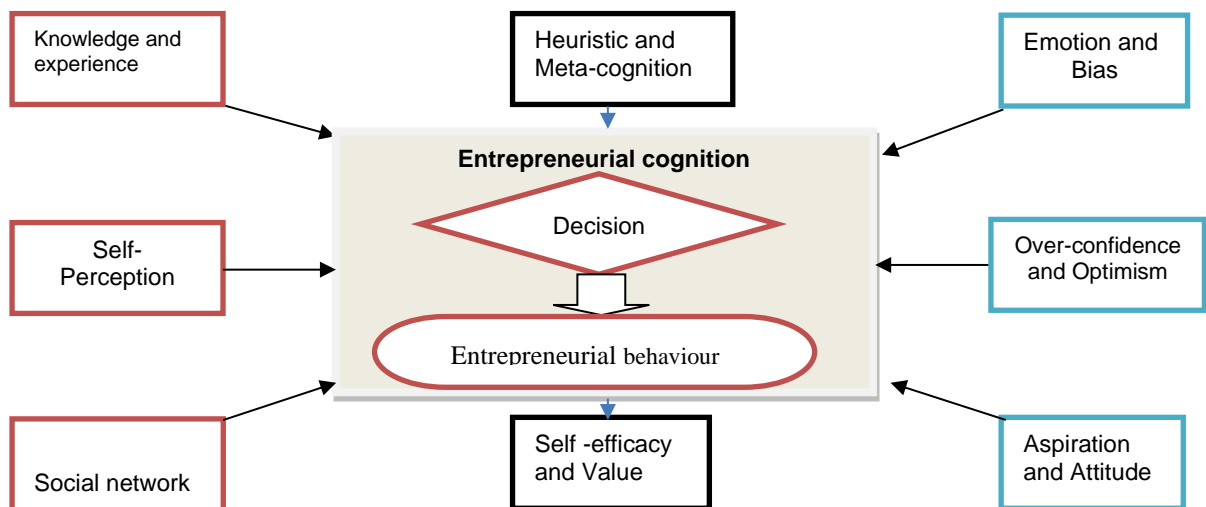 Knowledge and
experience
Heuristic and
Meta-cognition
Emotion and
Bias
Entrepreneurial cognition
Decision
Self-
Perception
Over-confidence
and Optimism
Entrepreneurial behaviour
Social network
Self -efficacy
and Value
Aspiration
and Attitude